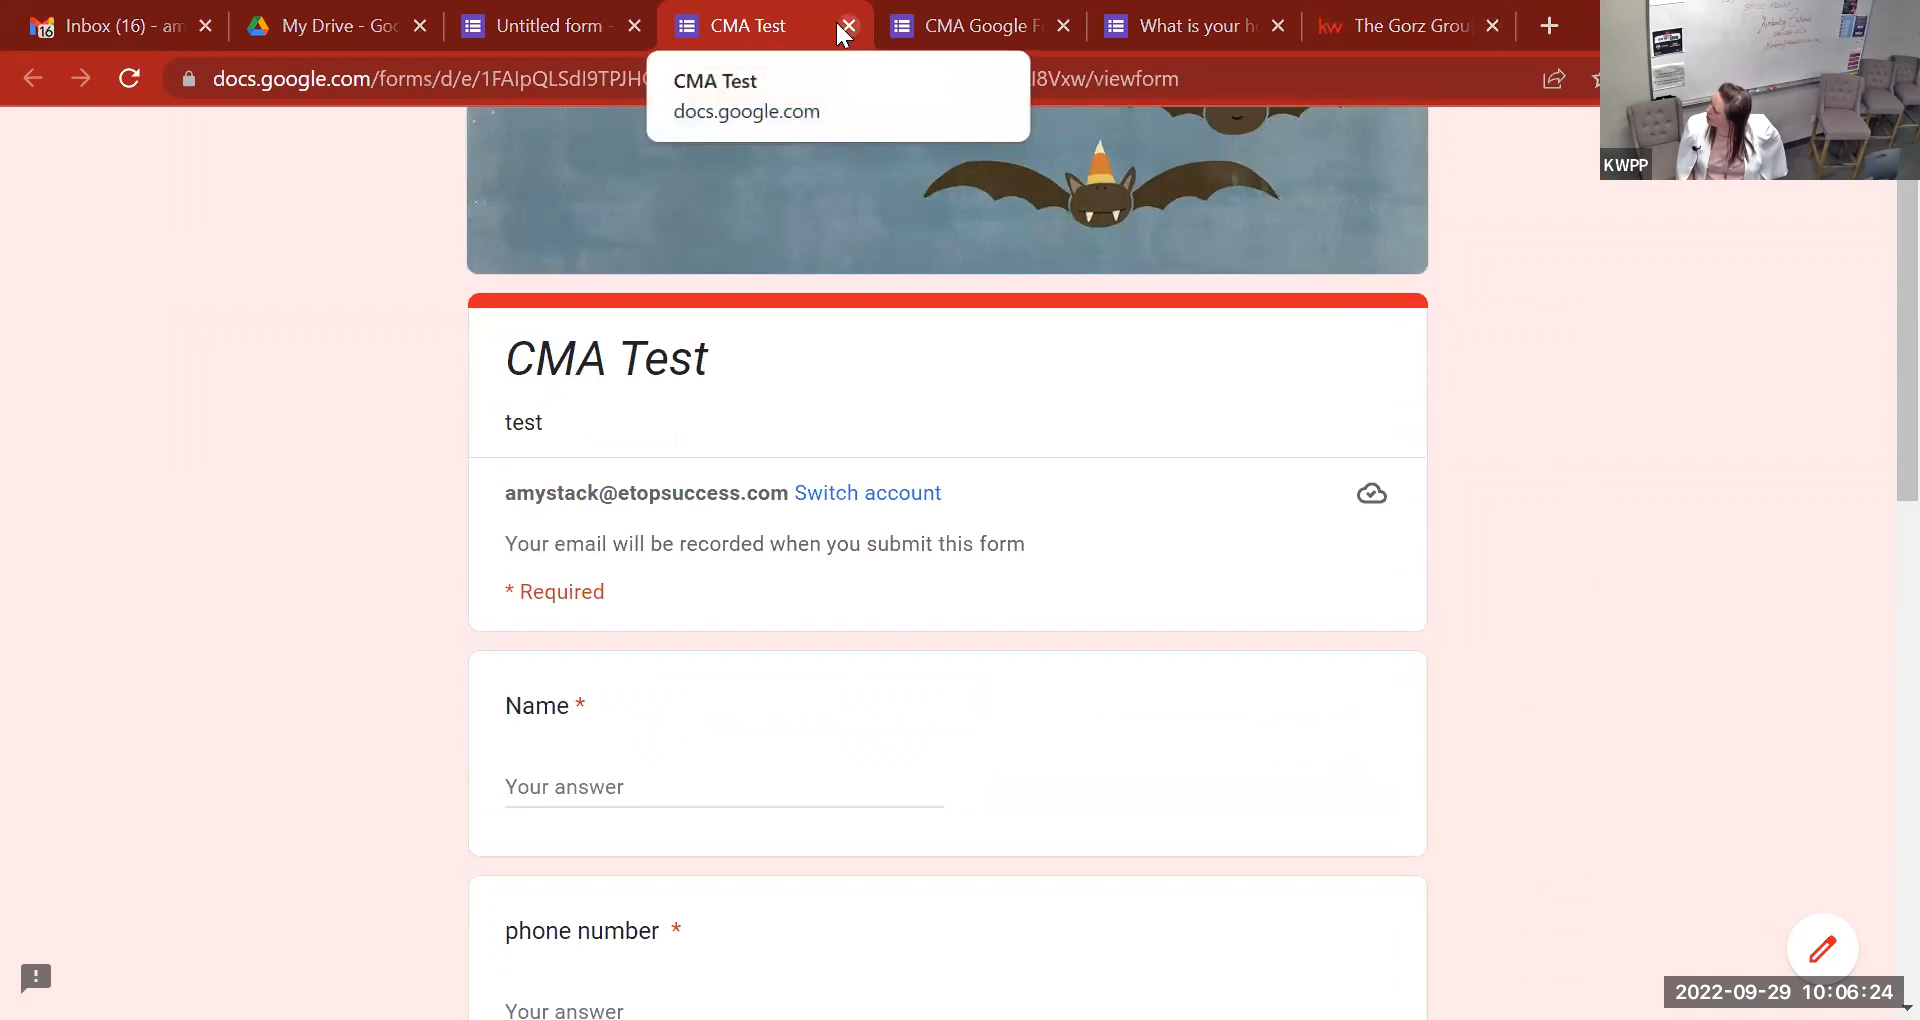 Inbox (16) - am
My Drive - Goo
Untitled form -
CMA Test
CMA Google F
What is your h
The Gorz Grou
docs.google.com/forms/d/e/1FAIpQLSdI9TPJH
l8Vxw/viewform
CMA Test
docs.google.com
KWPP
CMA Test
test
amystack@etopsuccess.com Switch account
Your email will be recorded when you submit this form
* Required
Name *
Your answer
phone number *
Your answer
2022-09-29 10:06:24